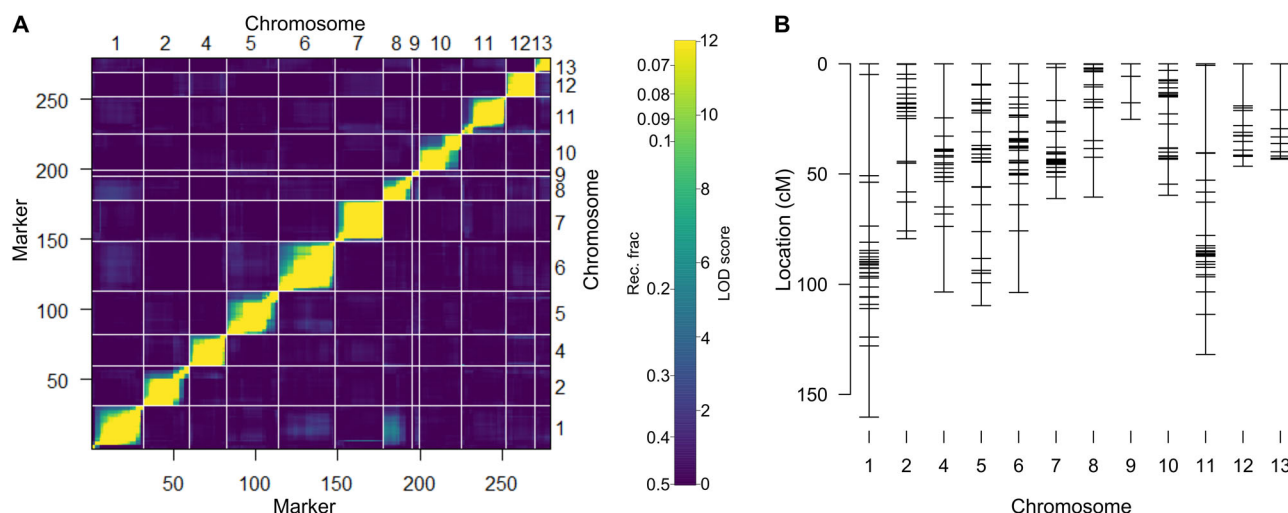 A
Chromosome
1 2 4 5 6 7 8 9 10 11 12 13
Marker
250
200
150
100
50
13
12
11
10
9
8
7
6
5
4
2
1
Chromosome
50 100 150 200 250
Marker
Rec. frac
0.07
0.08
0.09
0.1
0.2
0.3
0.4
0.5
12
10
8
6
4
2
0
LOD score
B
Location (cM)
0
50
100
150
1 2 4 5 6 7 8 9 10 11 12 13
Chromosome